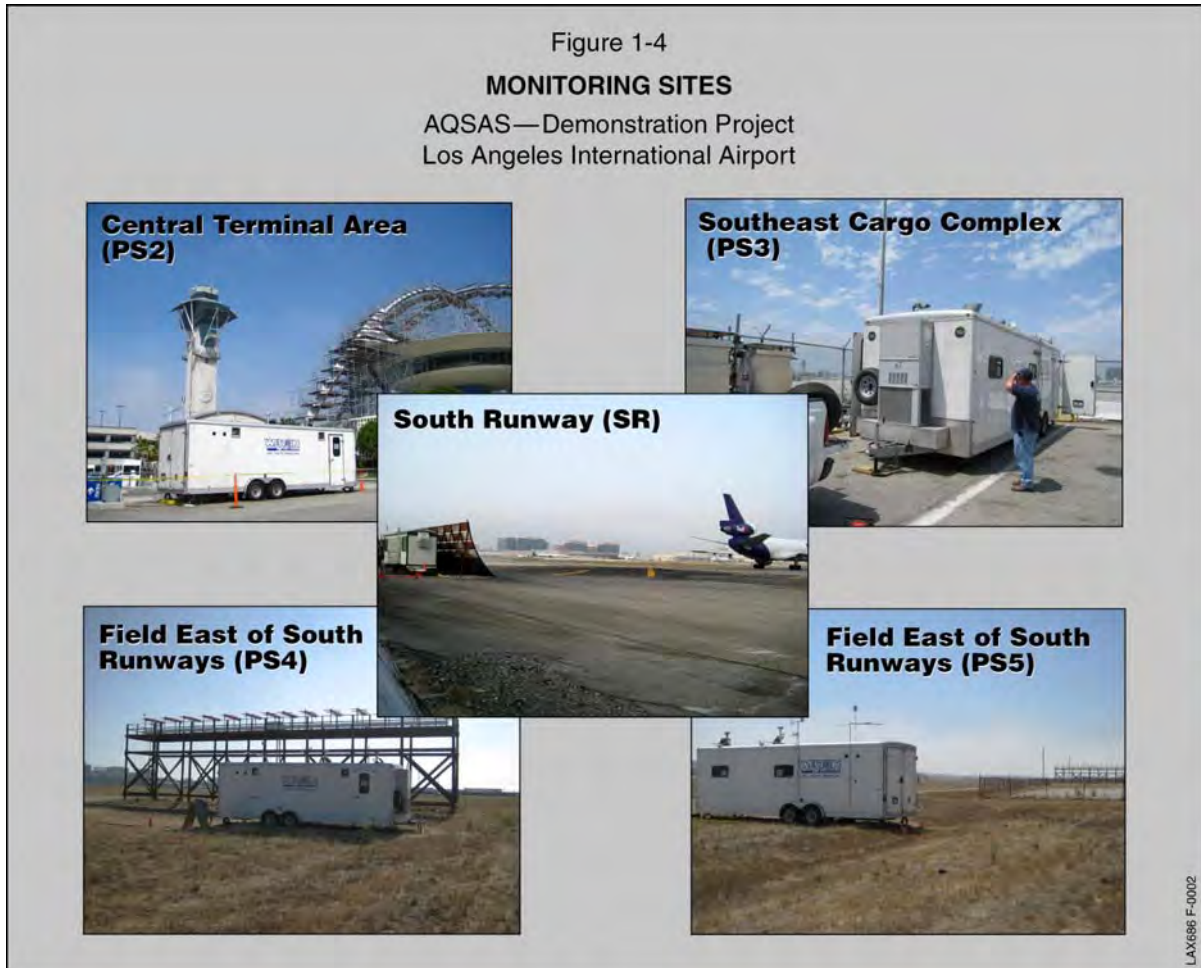 Figure 1-4
MONITORING SITES
AQSAS—Demonstration Project
Los Angeles International Airport
Central Terminal Area
(PS2)
Southeast Cargo Complex
(PS3)
South Runway (SR)
Field East of South
Runways (PS4)
Field East of South
Runways (PS5)
LAX686 F-0002